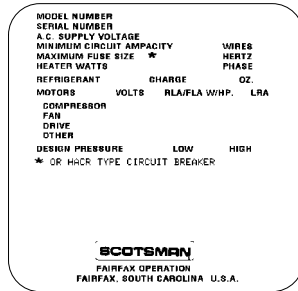 MODEL NUMBER
SERIAL NUMBER
A.C. SUPPLY VOLTAGE
MINIMUM CIRCUIT AMPACITY WIRES
MAXIMUM FUSE SIZE * HERTZ
HEATER WATTS PHASE
REFRIGERANT CHARGE OZ.
MOTORS VOLTS RLA/FLA W/HP. LRA
COMPRESSOR
FAN
DRIVE
OTHER
DESIGN PRESSURE LOW HIGH
* OR HACR TYPE CIRCUIT BREAKER
SCOTSMAN
FAIRFAX OPERATION
FAIRFAX, SOUTH CAROLINA U.S.A.